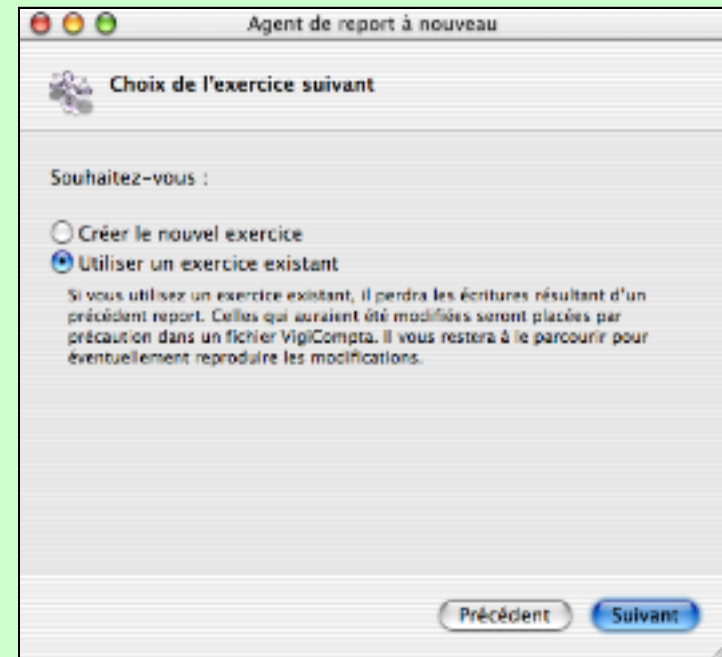 Agent de report à nouveau
Choix de l'exercice suivant
Souhaitez-vous :
Créer le nouvel exercice
Utiliser un exercice existant
Si vous utilisez un exercice existant, il perdra les écritures résultant d'un
précédent report. Celles qui auraient été modifiées seront placées par
précaution dans un fichier VigiCompta. Il vous restera à le parcourir pour
éventuellement reproduire les modifications.
Précédent
Suivant